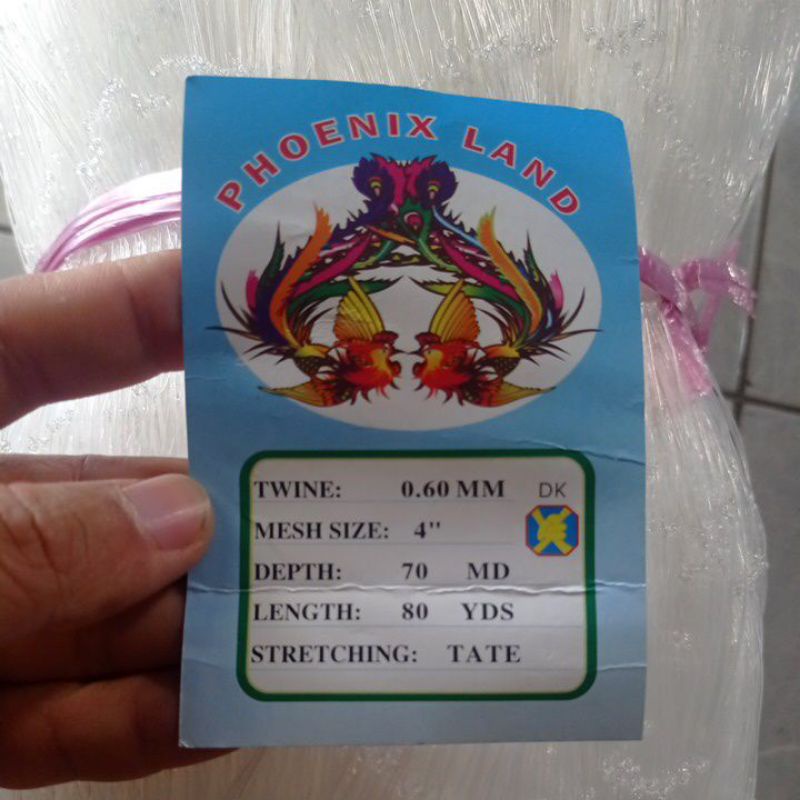 PHOENIX LAND
TWINE: 0.60 MM DK
MESH SIZE: 4"
DEPTH: 70 MD
LENGTH: 80 YDS
STRETCHING: TATE